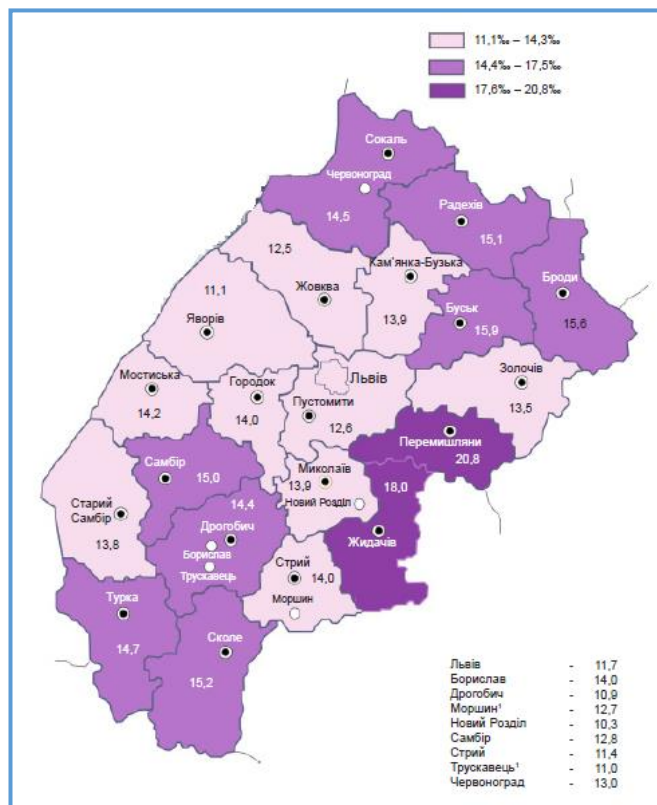 11,1‰ – 14,3‰
14,4‰ – 17,5‰
17,6‰ – 20,8‰
Сокаль
Червоноград
14,5
Радехів
15,1
12,5
Жовква
Кам'янка-Бузька
13,9
Броди
15,6
Буськ
15,9
11,1
Яворів
Мостиська
14,2
Городок
14,0
Львів
Пустомити
12,6
Золочів
13,5
Перемишляни
20,8
Самбір
15,0
Миколаїв
13,9
Новий Розділ
18,0
Жидачів
Старий
Самбір
13,8
14,4
Дрогобич
Борислав
Трускавець
Стрий
14,0
Моршин
Турка
14,7
Сколе
15,2
Львів - 11,7
Борислав - 14,0
Дрогобич - 10,9
Моршин¹ - 12,7
Новий Розділ - 10,3
Самбір - 12,8
Стрий - 11,4
Трускавець¹ - 11,0
Червоноград - 13,0